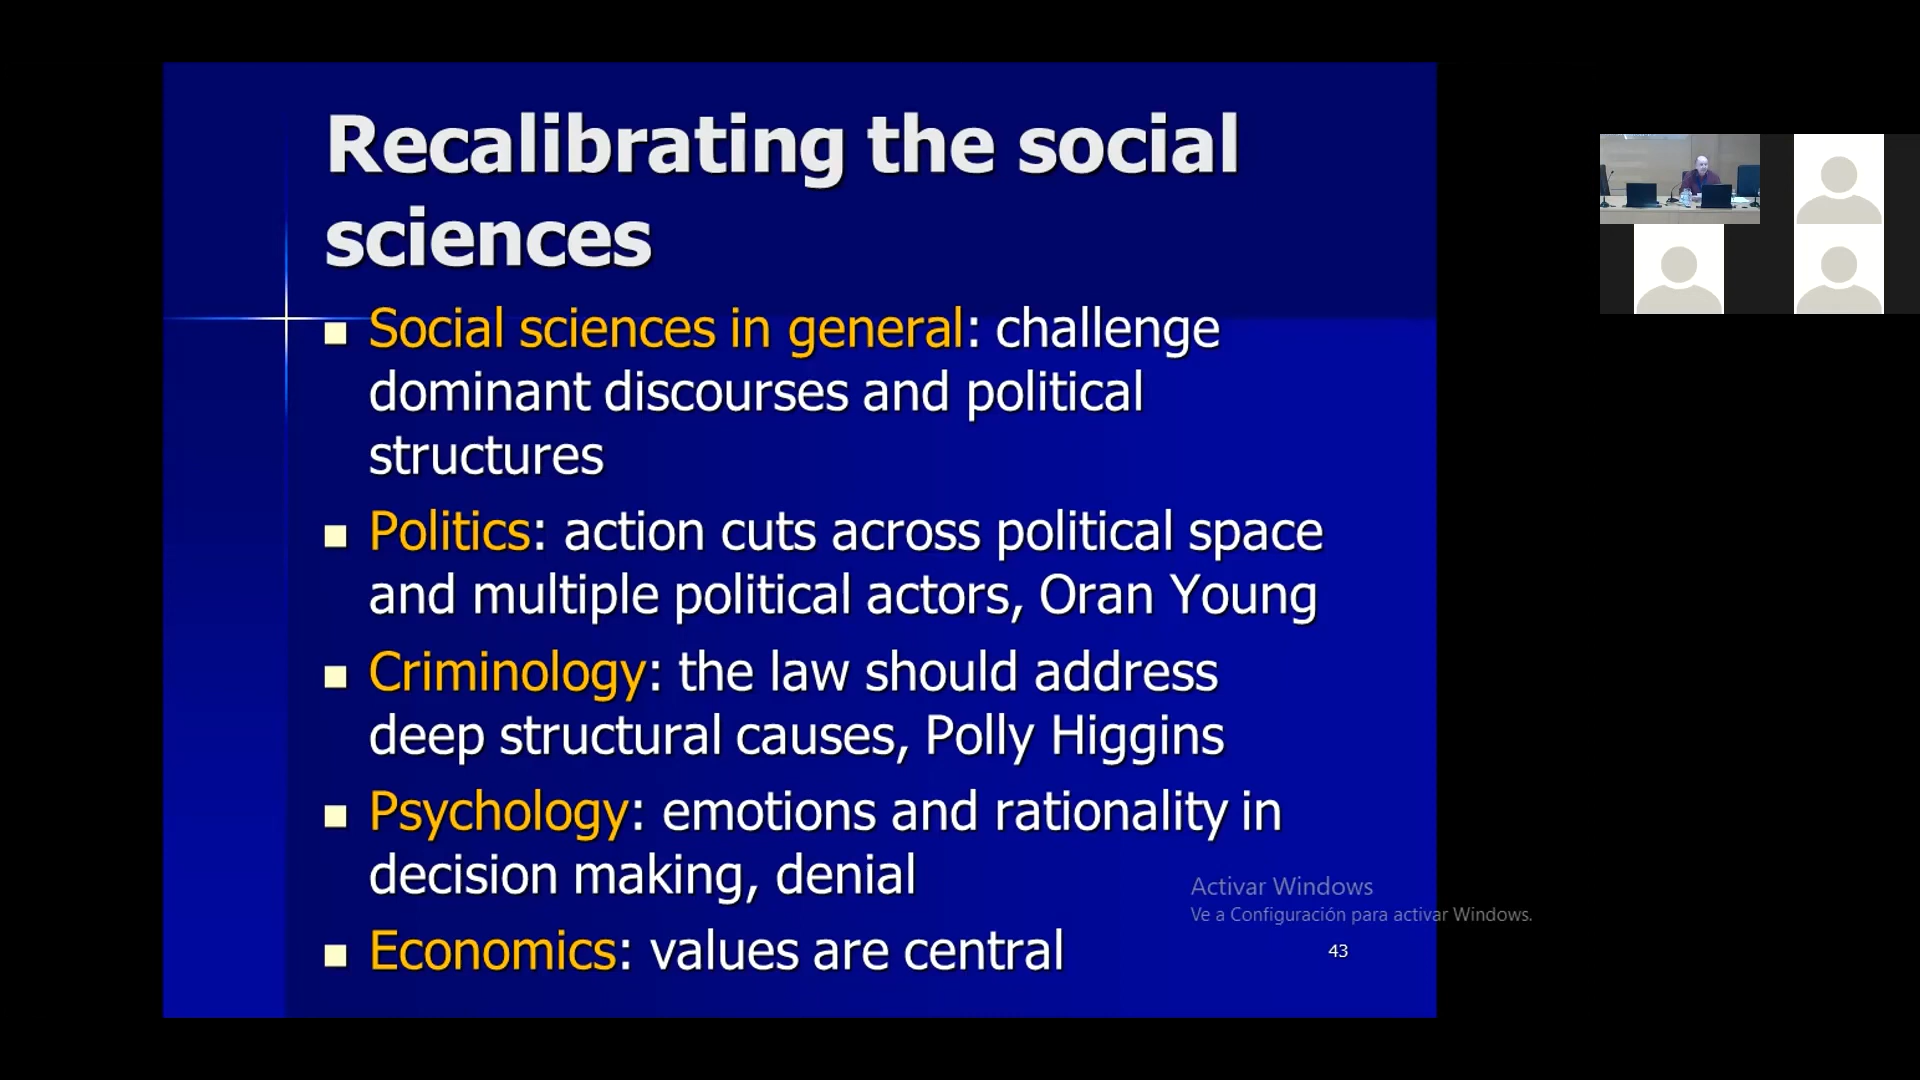 Recalibrating the social
sciences
Social sciences in general: challenge
dominant discourses and political
structures
Politics: action cuts across political space
and multiple political actors, Oran Young
Criminology: the law should address
deep structural causes, Polly Higgins
Psychology: emotions and rationality in
decision making, denial
Economics: values are central
Activar Windows
Ve a Configuración para activar Windows.
43